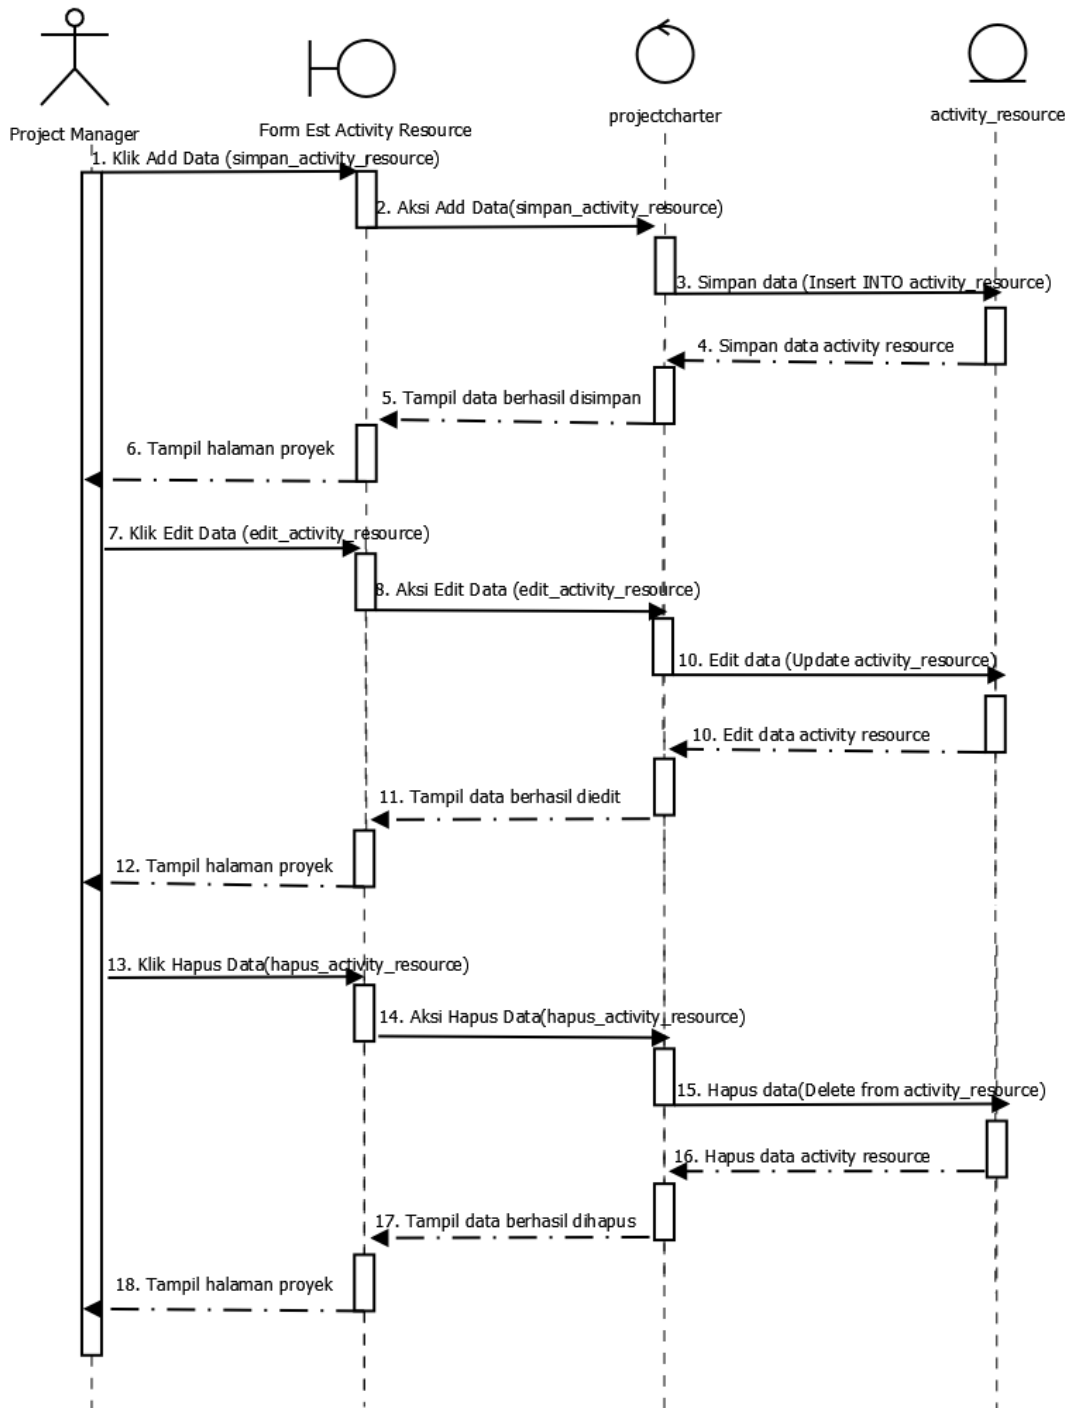 Project Manager
Form Est Activity Resource
projectcharter
activity_resource
1. Klik Add Data (simpan_activity_resource)
2. Aksi Add Data(simpan_activity_resource)
3. Simpan data (Insert INTO activity_resource)
4. Simpan data activity resource
5. Tampil data berhasil disimpan
6. Tampil halaman proyek
7. Klik Edit Data (edit_activity_resource)
8. Aksi Edit Data (edit_activity_resource)
10. Edit data (Update activity_resource)
10. Edit data activity resource
11. Tampil data berhasil diedit
12. Tampil halaman proyek
13. Klik Hapus Data(hapus_activity_resource)
14. Aksi Hapus Data(hapus_activity_resource)
15. Hapus data(Delete from activity_resource)
16. Hapus data activity resource
17. Tampil data berhasil dihapus
18. Tampil halaman proyek